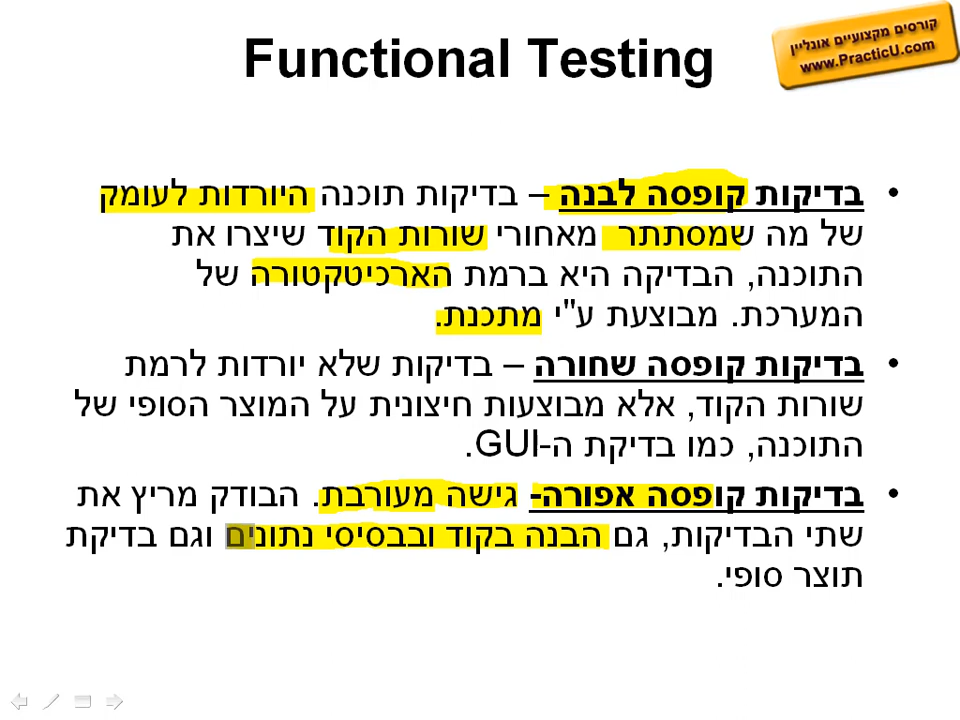 Functional Testing
קורסים מקצועיים אונליין
www.PracticU.com
• בדיקות קופסה לבנה – בדיקות תוכנה היורדות לעומק
של מה שמסתתר מאחורי שורות הקוד שיצרו את
התוכנה, הבדיקה היא ברמת הארכיטקטורה של
המערכת. מבוצעת ע"י מתכנת.
• בדיקות קופסה שחורה – בדיקות שלא יורדות לרמת
שורות הקוד, אלא מבוצעות חיצונית על המוצר הסופי של
התוכנה, כמו בדיקת ה-GUI.
• בדיקות קופסה אפורה- גישה מעורבת. הבודק מריץ את
שתי הבדיקות, גם הבנה בקוד ובבסיסי נתונים וגם בדיקת
תוצר סופי.